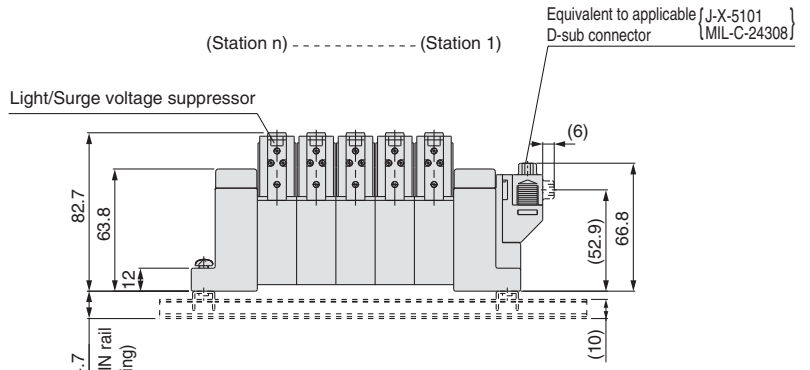 Equivalent to applicable { J-X-5101 }
D-sub connector { MIL-C-24308 }
(Station n) (Station 1)
Light/Surge voltage suppressor
(6)
82.7
63.8
12
(52.9)
66.8
(10)